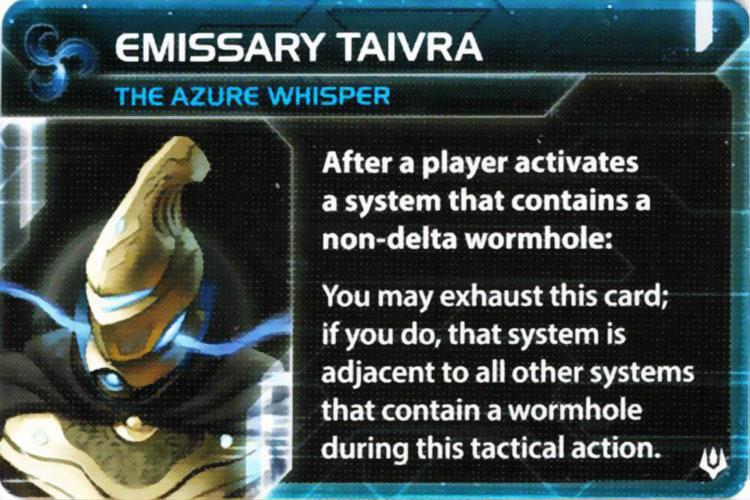 EMISSARY TAIVRA
THE AZURE WHISPER
After a player activates
a system that contains a
non-delta wormhole:
You may exhaust this card;
if you do, that system is
adjacent to all other systems
that contain a wormhole
during this tactical action.